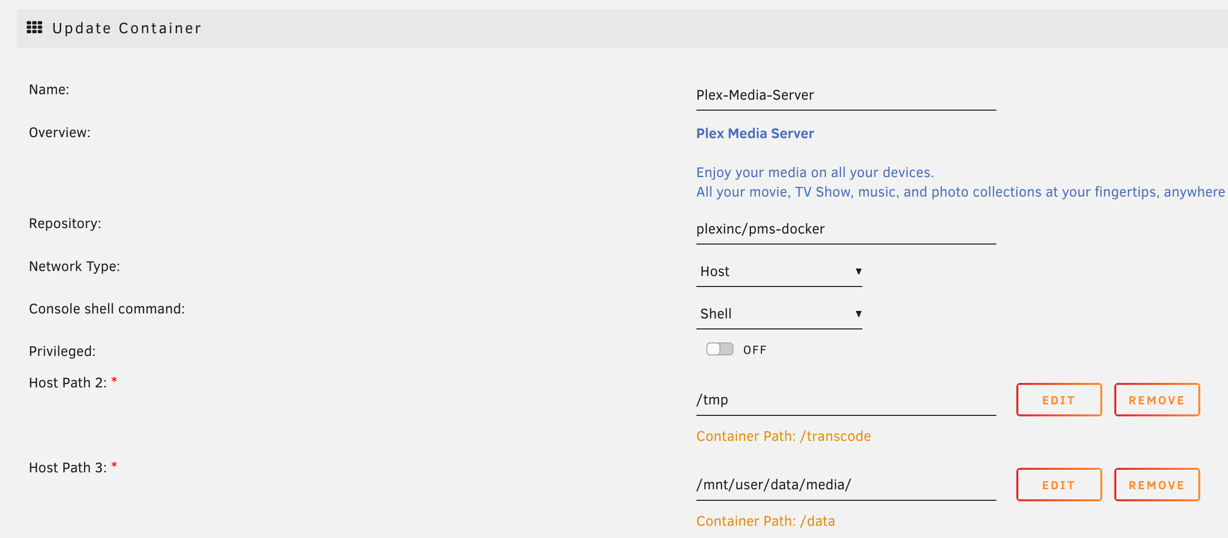 Update Container
Name:
Plex-Media-Server
Overview:
Plex Media Server
Enjoy your media on all your devices.
All your movie, TV Show, music, and photo collections at your fingertips, anywhere
Repository:
plexinc/pms-docker
Network Type:
Host
Console shell command:
Shell
Privileged:
OFF
Host Path 2: *
/tmp
EDIT
REMOVE
Container Path: /transcode
Host Path 3: *
/mnt/user/data/media/
EDIT
REMOVE
Container Path: /data